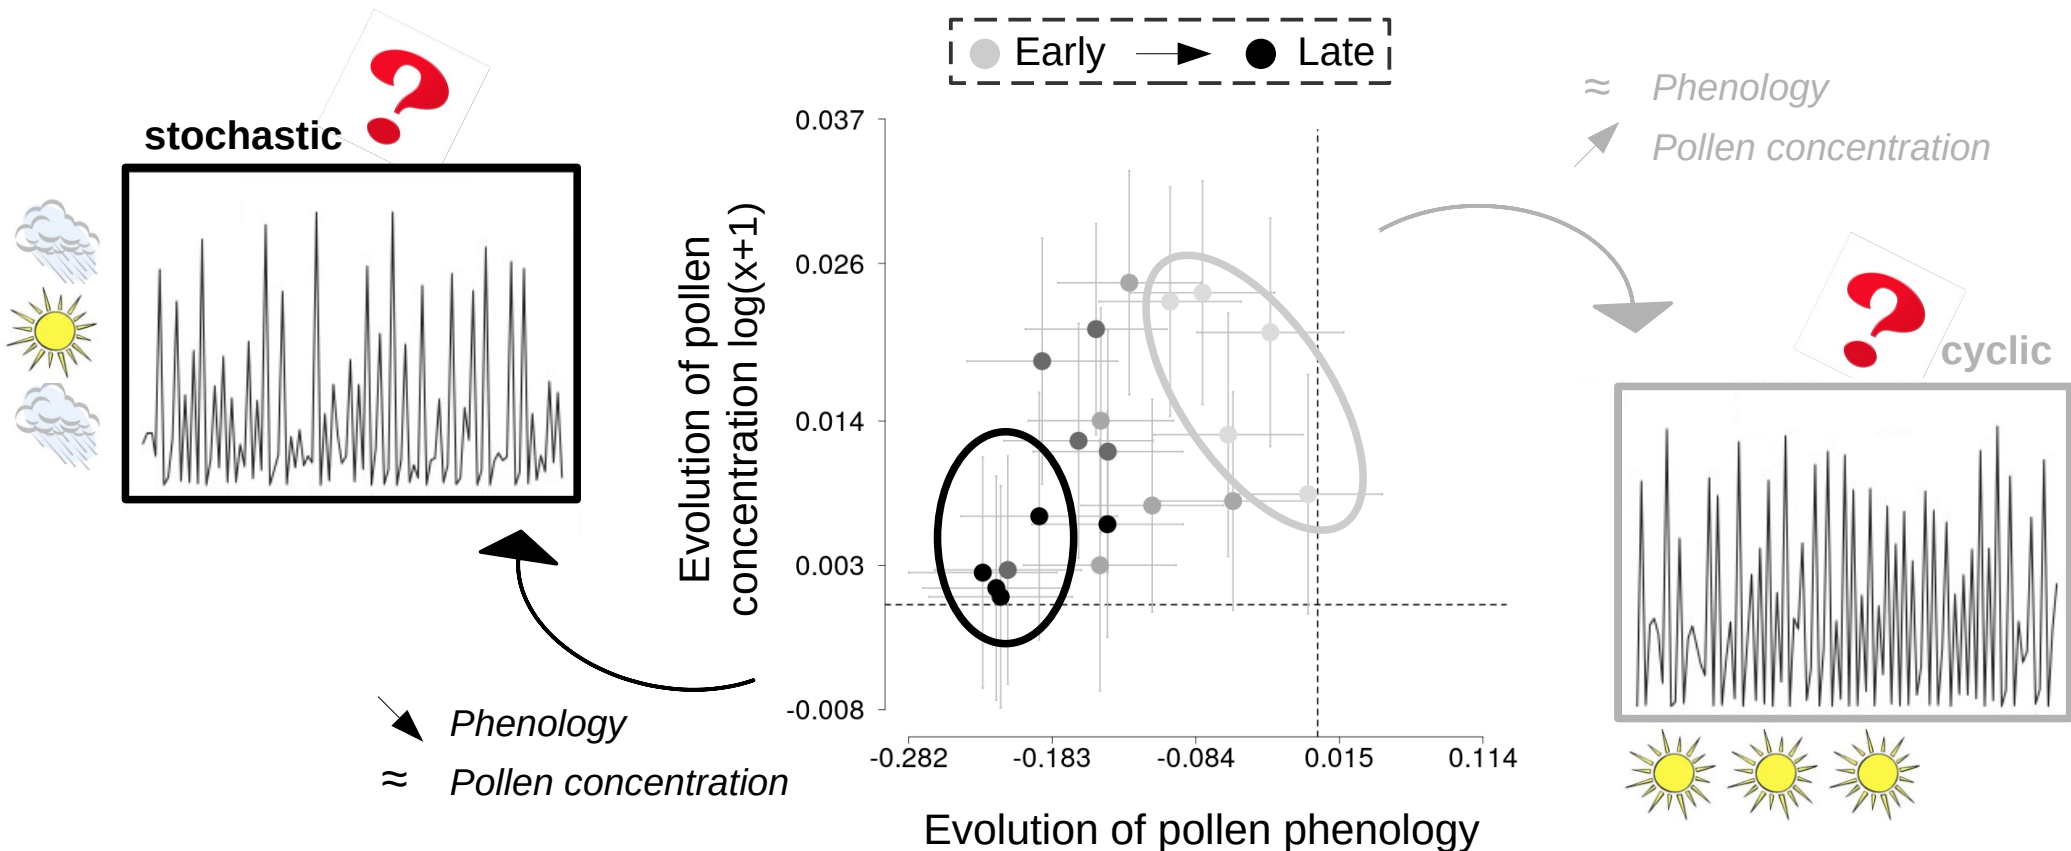 Early
Late
≈ Phenology
Pollen concentration
?
stochastic
0.037
0.026
0.014
0.003
-0.008
Evolution of pollen
concentration log(x+1)
?
cyclic
Phenology
≈ Pollen concentration
-0.282
-0.183
-0.084
0.015
0.114
Evolution of pollen phenology